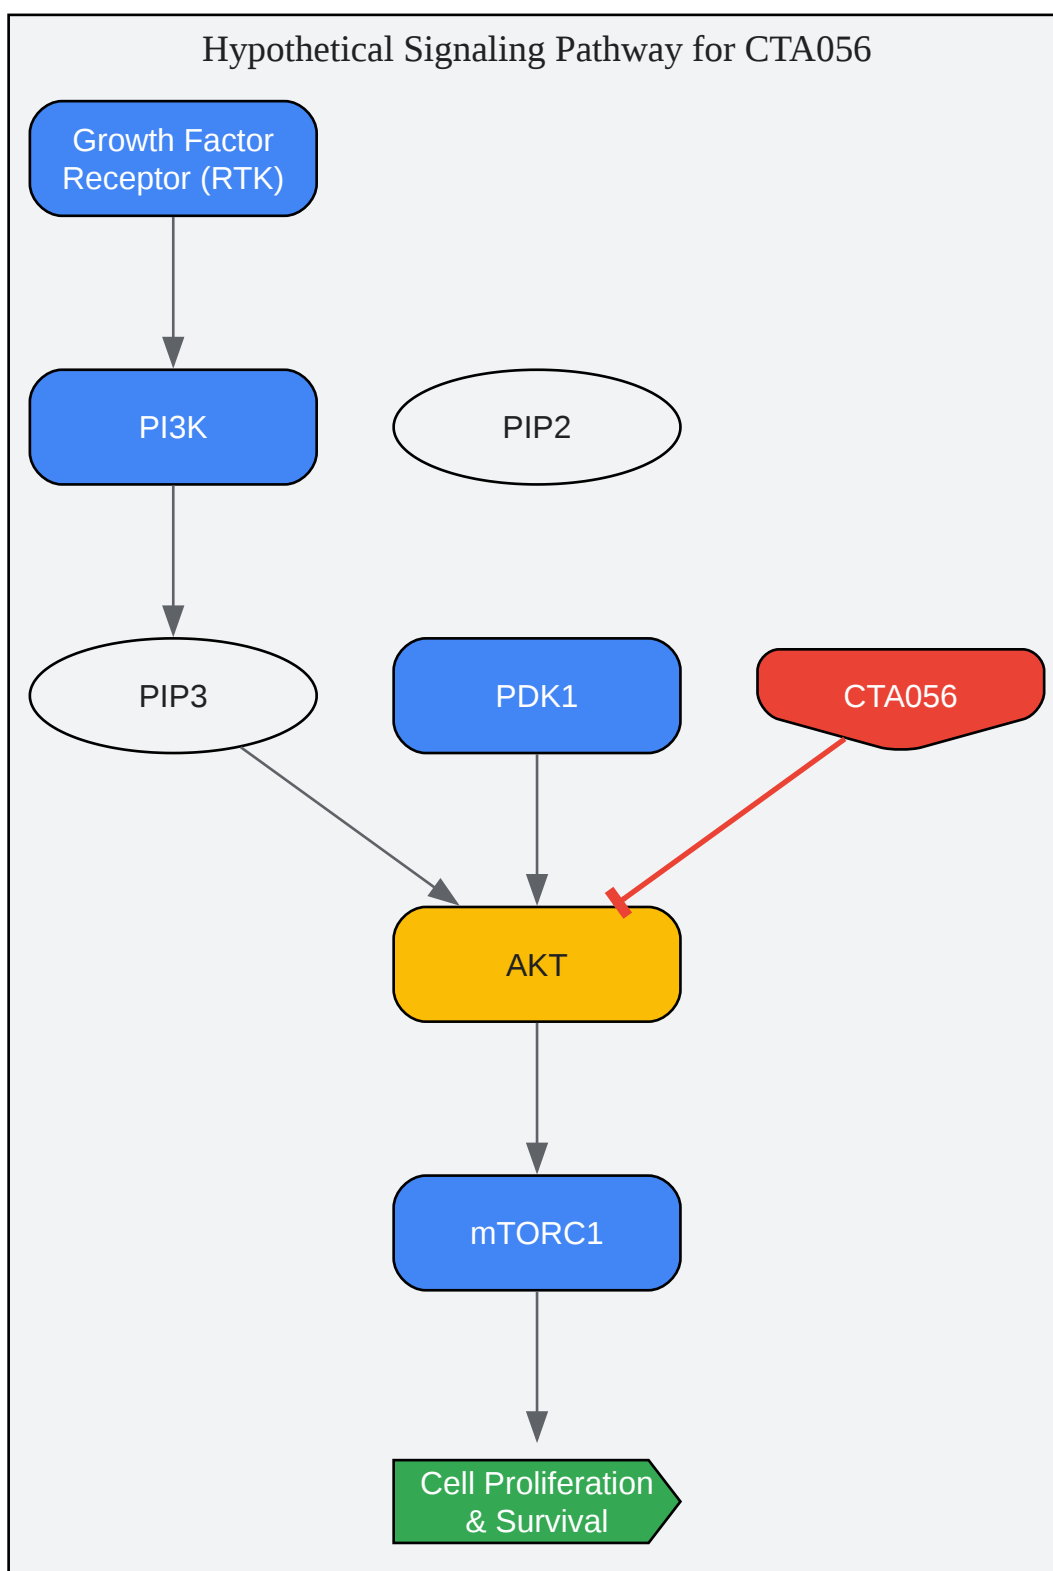 Hypothetical Signaling Pathway for CTA056
Growth Factor
Receptor (RTK)
PI3K
PIP2
PIP3
PDK1
CTA056
AKT
mTORC1
Cell Proliferation
& Survival